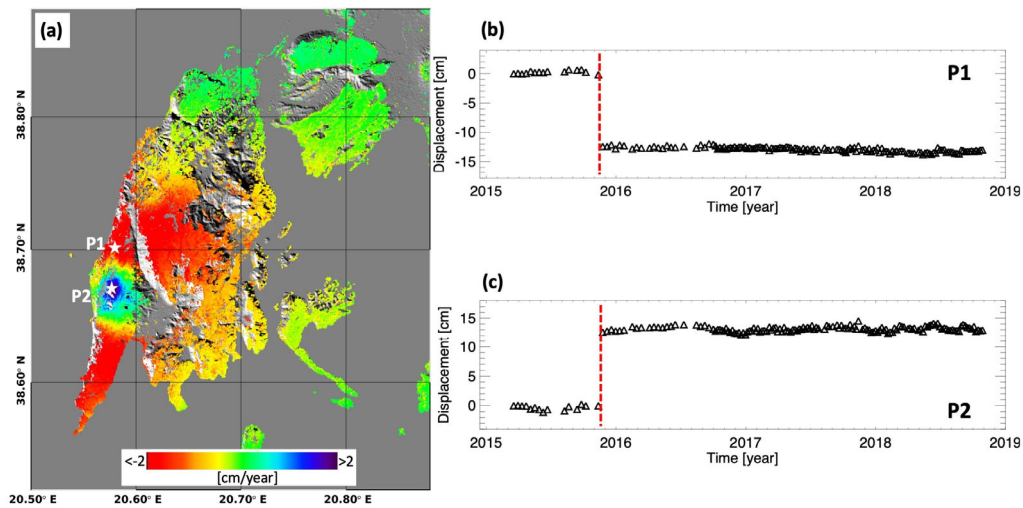 (a)
38.80° N
38.70° N
38.60° N
P1
P2
<-2
>2
[cm/year]
20.50° E
20.60° E
20.70° E
20.80° E
(b)
P1
Displacement [cm]
0
-5
-10
-15
2015
2016
2017
2018
2019
Time [year]
(c)
P2
Displacement [cm]
15
10
5
0
2015
2016
2017
2018
2019
Time [year]